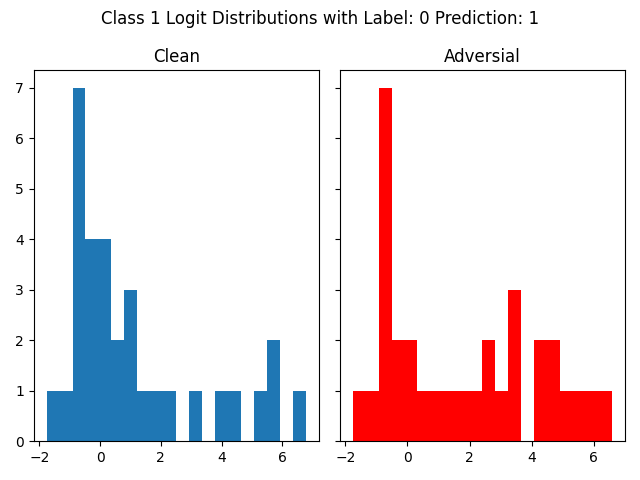 Class 1 Logit Distributions with Label: 0 Prediction: 1
Clean
Adversial
7
6
5
4
3
2
1
0
−2 0 2 4 6
−2 0 2 4 6